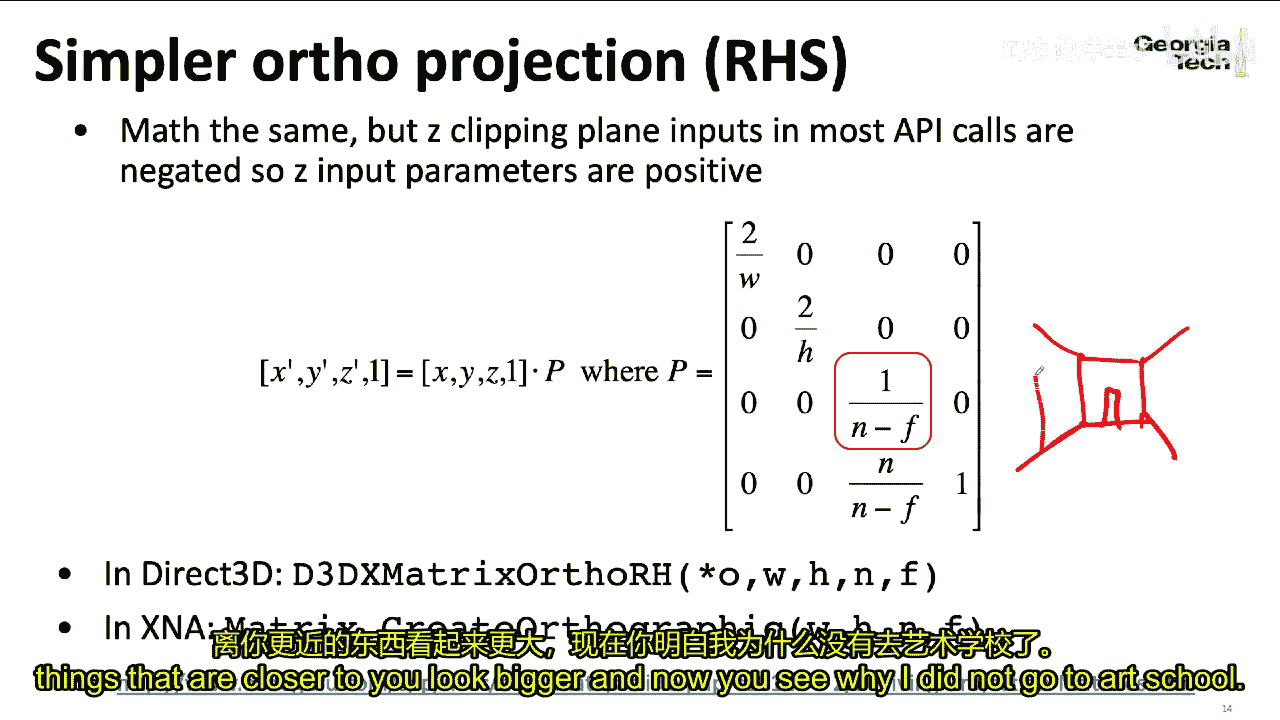 Simpler ortho projection (RHS)
Georgia
Tech
• Math the same, but z clipping plane inputs in most API calls are
negated so z input parameters are positive
[x',y',z',1] = [x,y,z,1]·P where P =
2/w 0 0 0
0 2/h 0 0
0 0 1/(n − f) 0
0 0 n/(n − f) 1
• In Direct3D: D3DXMatrixOrthoRH(*o,w,h,n,f)
• In XNA: Matrix.CreateOrthographic(w,h,n,f)
离你更近的东西看起来更大，现在你明白我为什么没有去艺术学校了。
things that are closer to you look bigger and now you see why I did not go to art school.
14